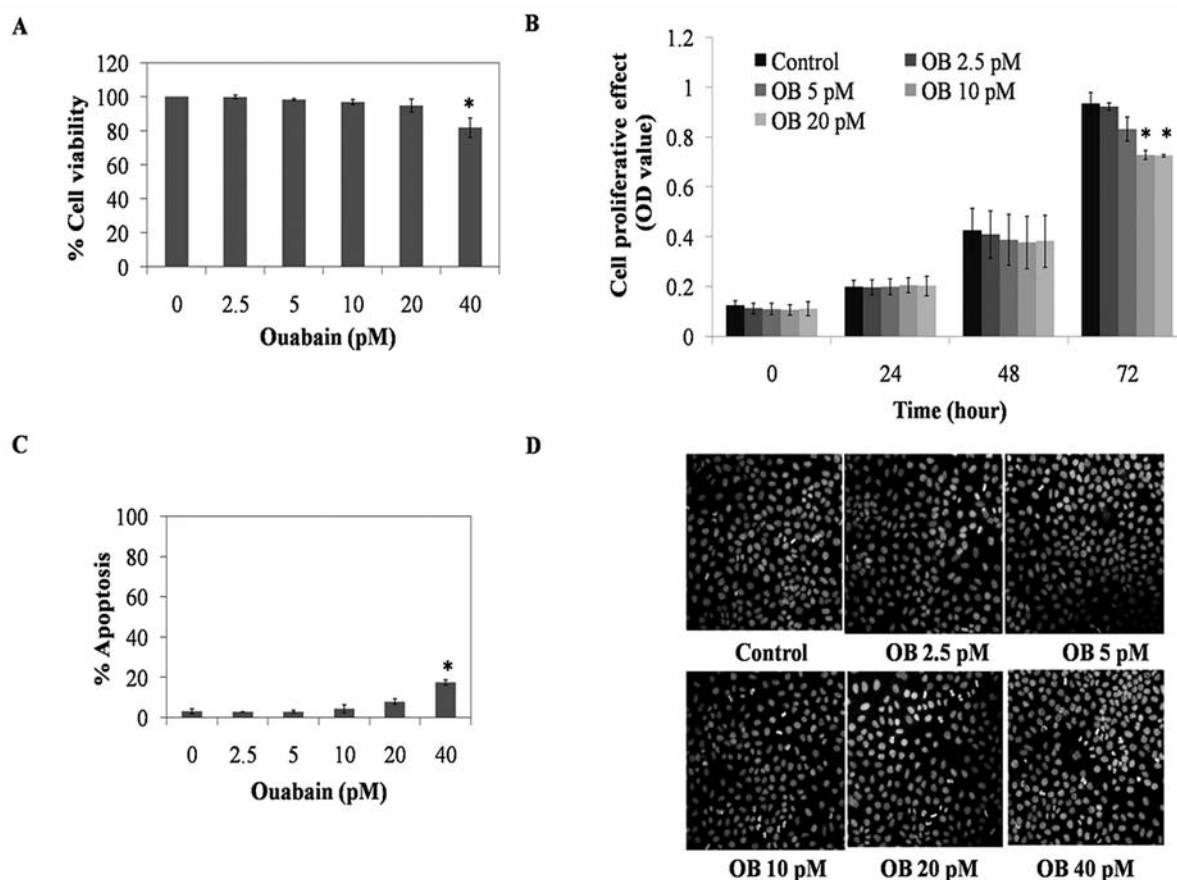 A
% Cell viability
120
100
80
60
40
20
0
0 2.5 5 10 20 40
*
Ouabain (pM)
B
Cell proliferative effect
(OD value)
1.2
1
0.8
0.6
0.4
0.2
0
Control OB 2.5 pM
OB 5 pM OB 10 pM
OB 20 pM
* *
0 24 48 72
Time (hour)
C
% Apoptosis
100
80
60
40
20
0
*
0 2.5 5 10 20 40
Ouabain (pM)
D
Control OB 2.5 pM OB 5 pM
OB 10 pM OB 20 pM OB 40 pM